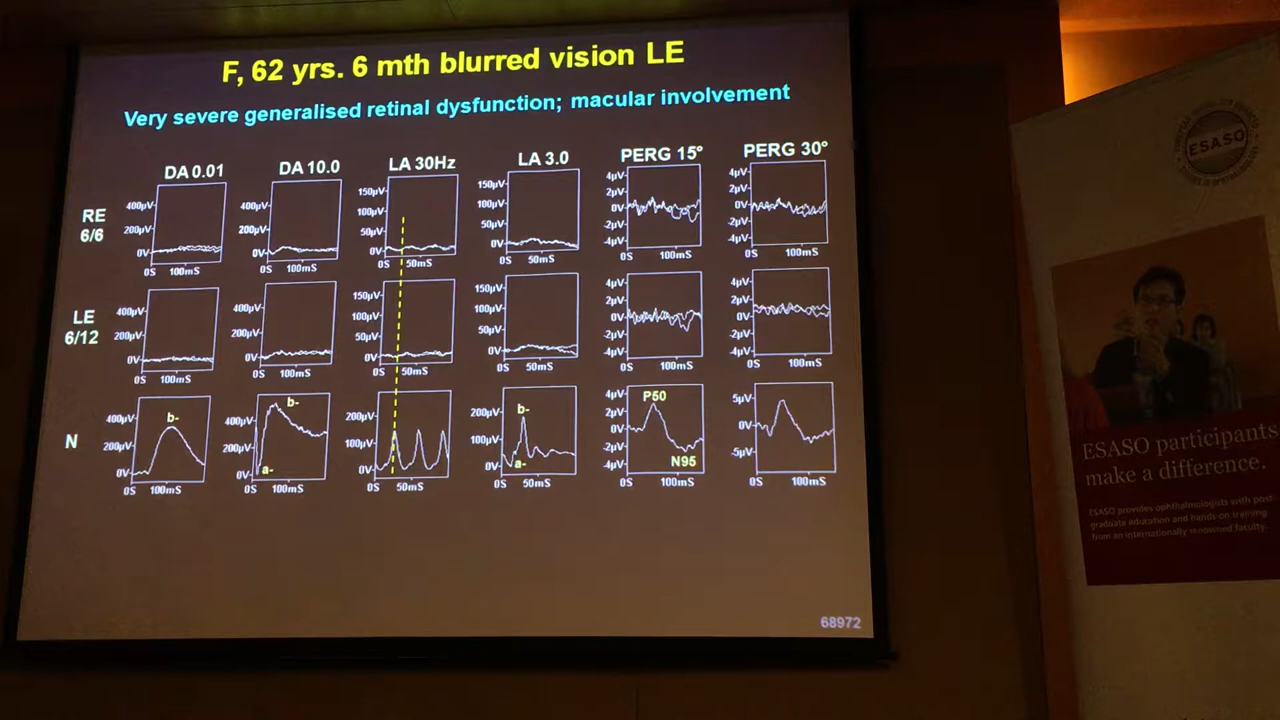 F, 62 yrs. 6 mth blurred vision LE
Very severe generalised retinal dysfunction; macular involvement
DA 0.01 DA 10.0 LA 30Hz LA 3.0 PERG 15° PERG 30°
RE
6/6
400µV- 200µV- 0V- 0S 100mS
400µV- 200µV- 0V- 0S 100mS
150µV- 100µV- 50µV- 0V- 0S 50mS
150µV- 100µV- 50µV- 0V- 0S 50mS
4µV- 2µV- 0V- -2µV- -4µV- 0S 100mS
4µV- 2µV- 0V- -2µV- -4µV- 0S 100mS
LE
6/12
400µV- 200µV- 0V- 0S 100mS
400µV- 200µV- 0V- 0S 100mS
150µV- 100µV- 50µV- 0V- 0S 50mS
150µV- 100µV- 50µV- 0V- 0S 50mS
4µV- 2µV- 0V- -2µV- -4µV- 0S 100mS
4µV- 2µV- 0V- -2µV- -4µV- 0S 100mS
N
400µV- 200µV- 0V- b- 0S 100mS
400µV- 200µV- 0V- b- a- 0S 100mS
200µV- 100µV- 0V- 0S 50mS
200µV- 100µV- 0V- b- a- 0S 50mS
4µV- 2µV- 0V- -2µV- -4µV- P50 N95 0S 100mS
5µV- 0V- -5µV- 0S 100mS
68972
ESASO
ESASO participants
make a difference.
ESASO provides ophthalmologists with post-
graduate education and hands-on training
from an internationally renowned faculty.